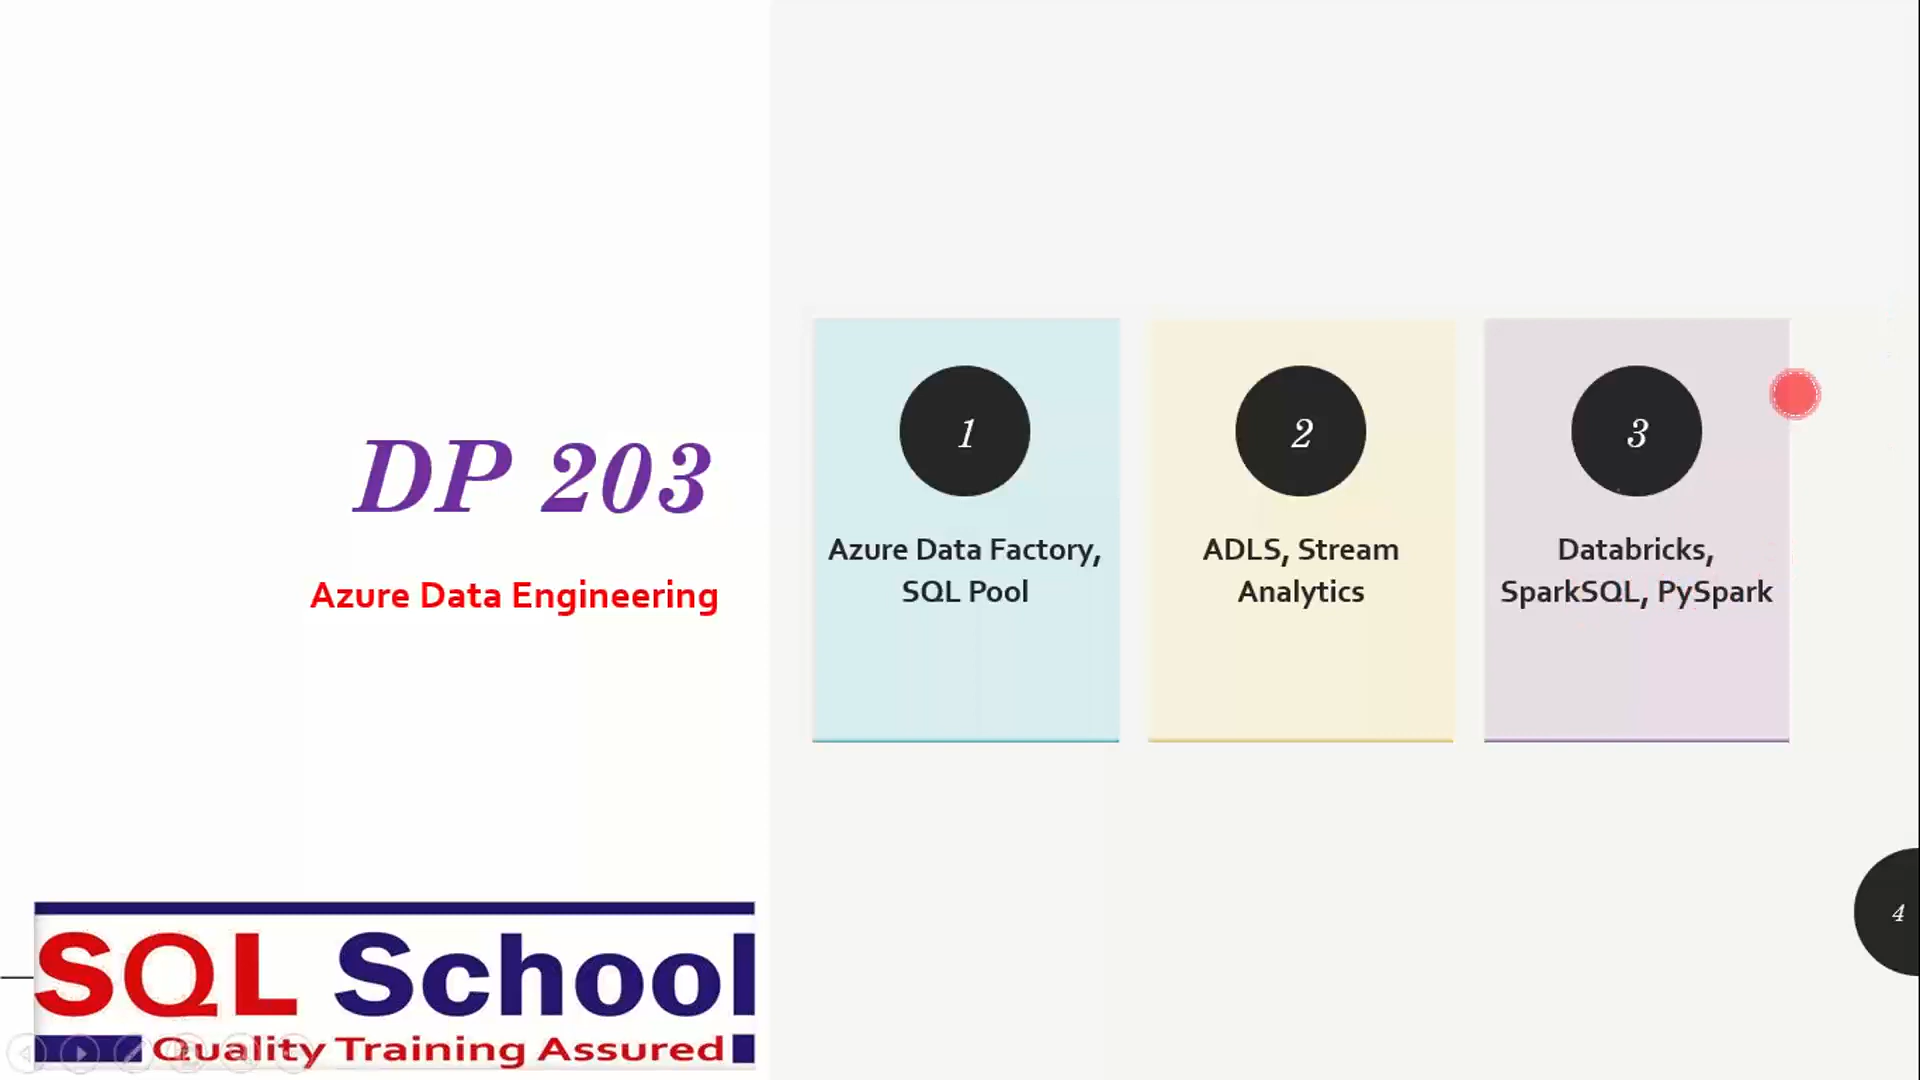 DP 203
Azure Data Engineering
1
Azure Data Factory,
SQL Pool
2
ADLS, Stream
Analytics
3
Databricks,
SparkSQL, PySpark
4
SQL School
Quality Training Assured